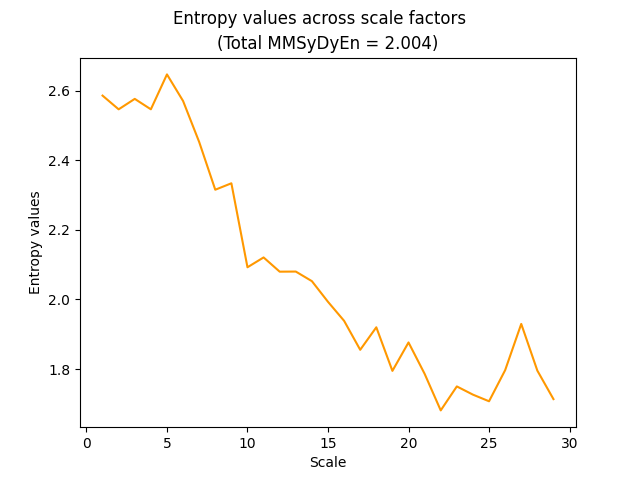 Entropy values across scale factors
(Total MMSyDyEn = 2.004)
2.6
2.4
2.2
2.0
1.8
Entropy values
0 5 10 15 20 25 30
Scale